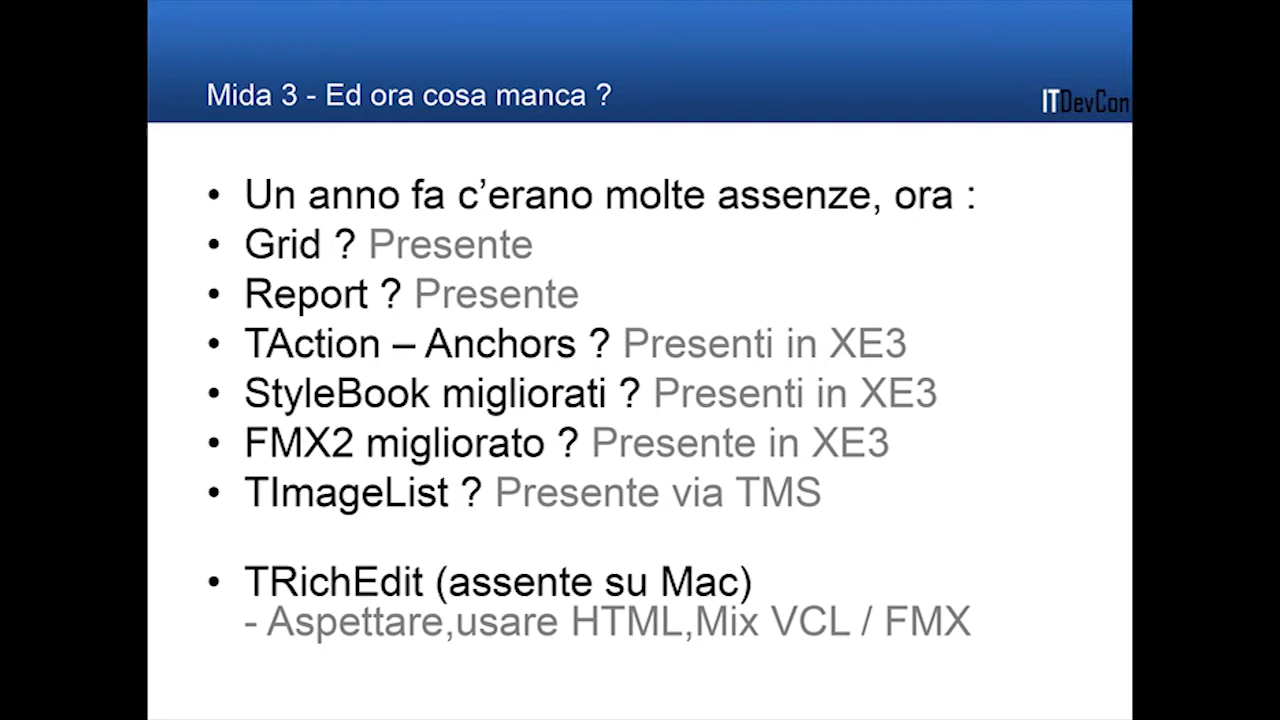 Mida 3 - Ed ora cosa manca ?
ITDevCon
• Un anno fa c’erano molte assenze, ora :
• Grid ? Presente
• Report ? Presente
• TAction – Anchors ? Presenti in XE3
• StyleBook migliorati ? Presenti in XE3
• FMX2 migliorato ? Presente in XE3
• TImageList ? Presente via TMS
• TRichEdit (assente su Mac)
- Aspettare,usare HTML,Mix VCL / FMX